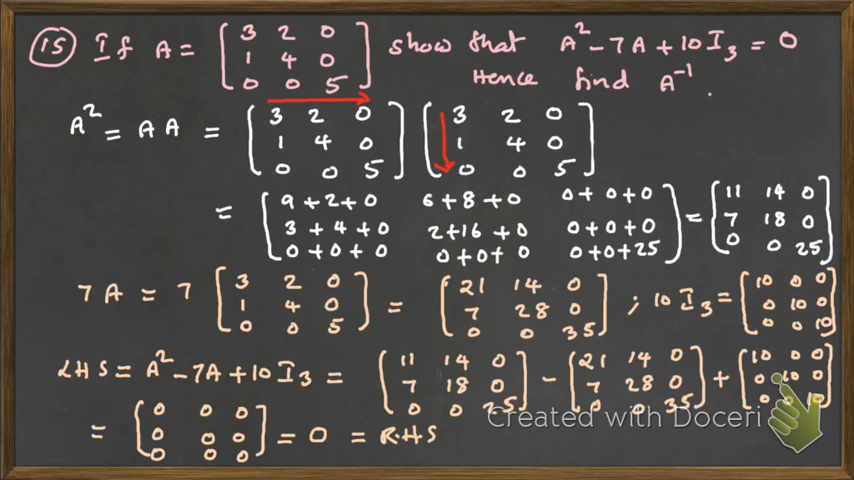 15 If A = [3 2 0 show that A² - 7A + 10I₃ = 0
1 4 0 Hence find A⁻¹.
0 0 5]
A² = AA = [3 2 0 [3 2 0
1 4 0 1 4 0
0 0 5] 0 0 5]
= [9+2+0 6+8+0 0+0+0 = [11 14 0
3+4+0 2+16+0 0+0+0 7 18 0
0+0+0 0+0+0 0+0+25] 0 0 25]
7A = 7 [3 2 0 = [21 14 0 ; 10I₃ = [10 0 0
1 4 0 7 28 0 0 10 0
0 0 5] 0 0 35] 0 0 10]
LHS = A² - 7A + 10I₃ = [11 14 0 - [21 14 0 + [10 0 0
7 18 0 7 28 0 0 10 0
0 0 25] 0 0 35] 0 0 10]
Created with Doceri
= [0 0 0 = 0 = R.H.S
0 0 0
0 0 0]